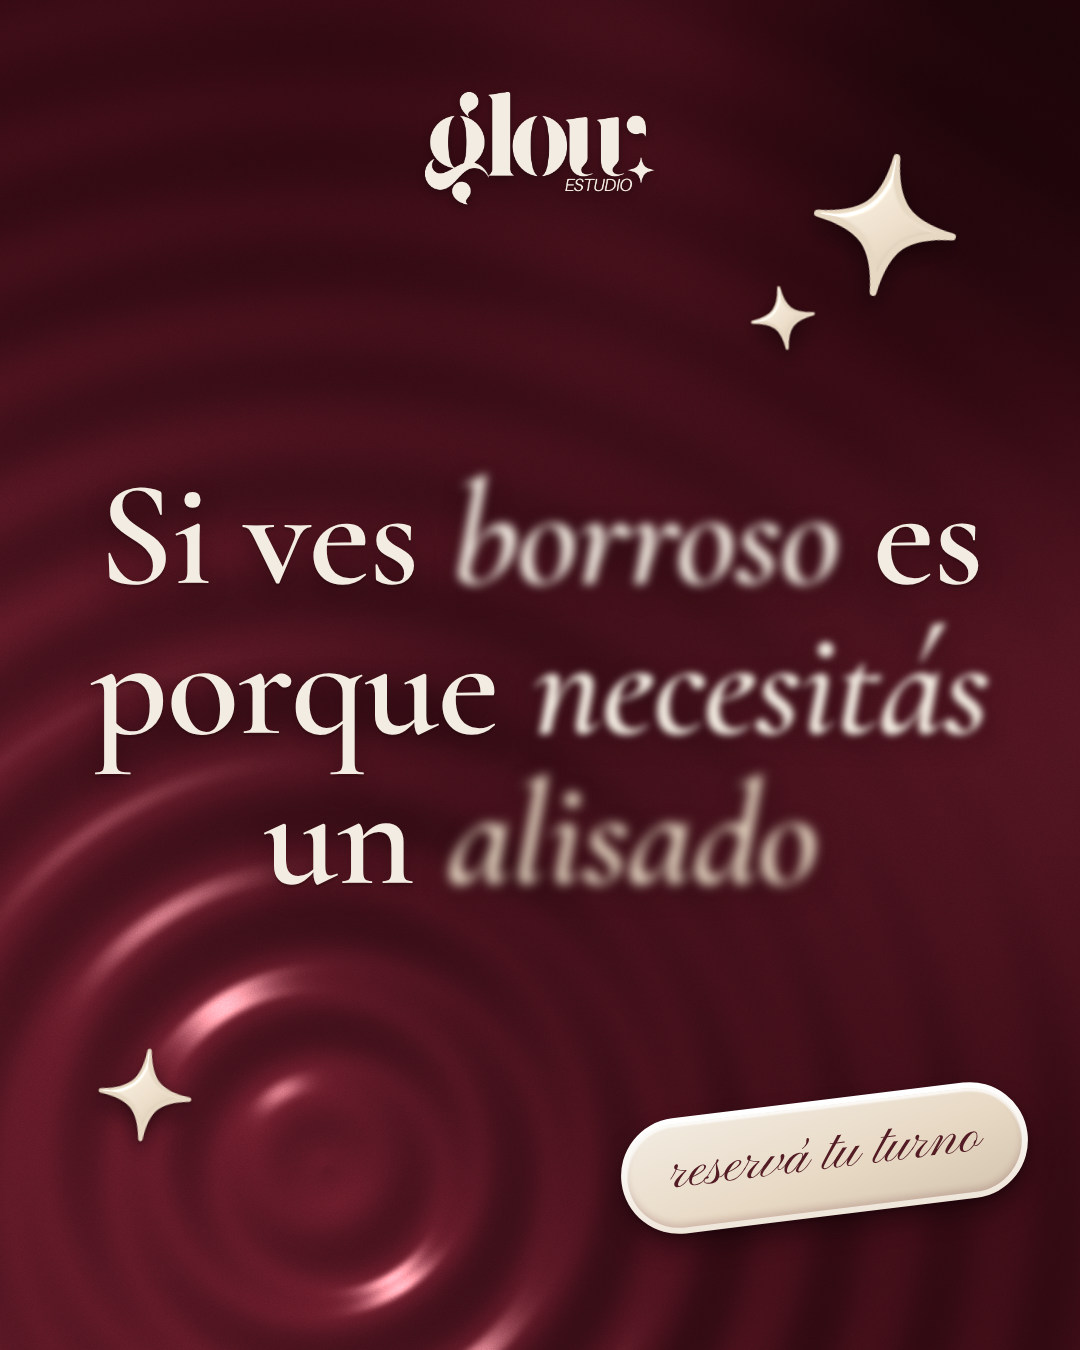 glow
ESTUDIO
Si ves borroso es
porque necesitás
un alisado
reservá tu turno